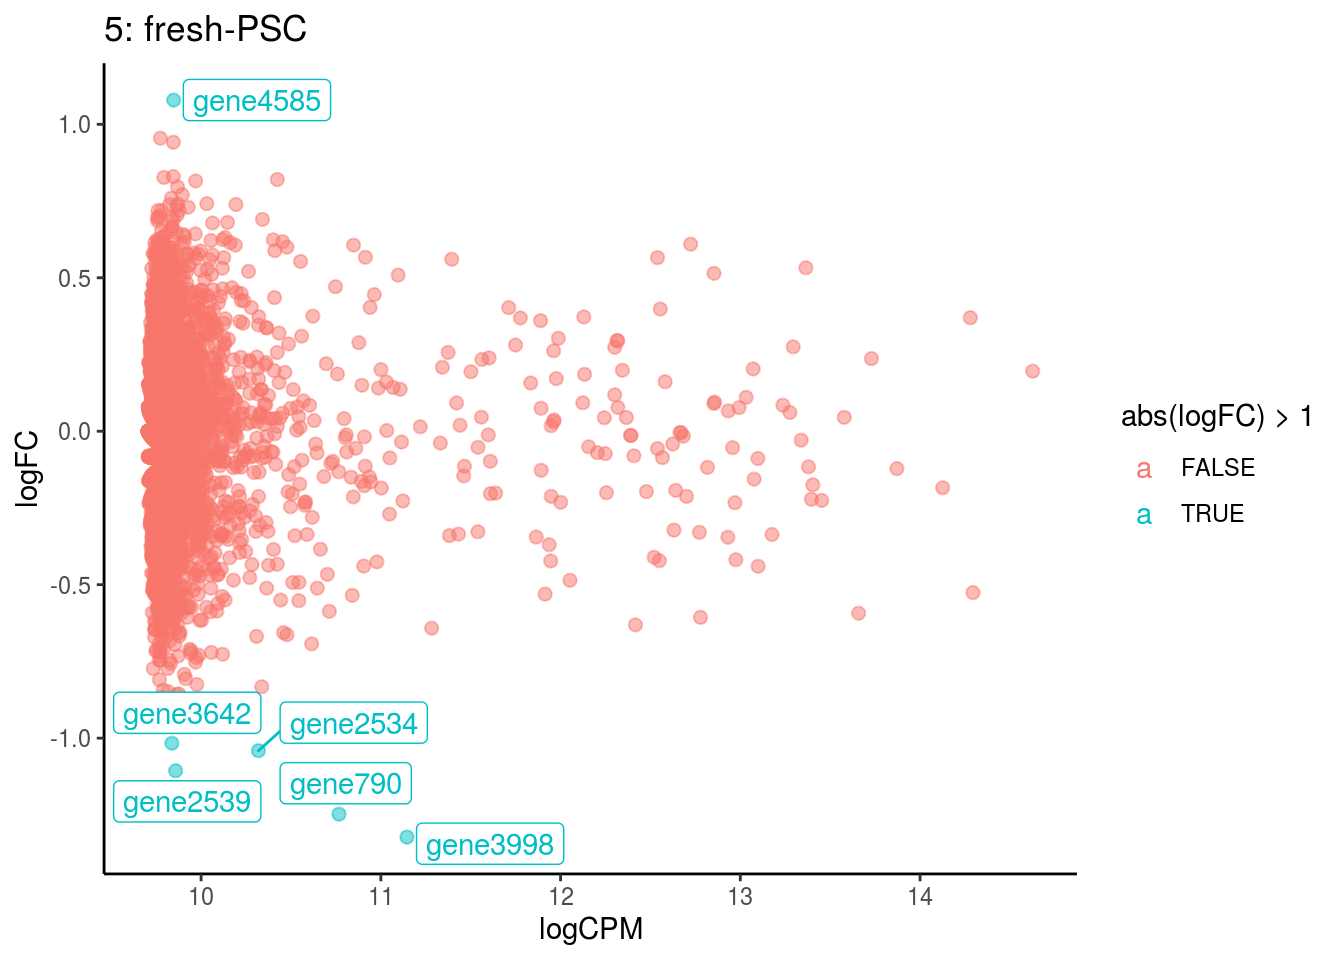 5: fresh-PSC
gene4585
1.0
0.5
0.0
-0.5
-1.0
logFC
gene3642
gene2534
gene790
gene2539
gene3998
10
11
12
13
14
logCPM
abs(logFC) > 1
a FALSE
a TRUE